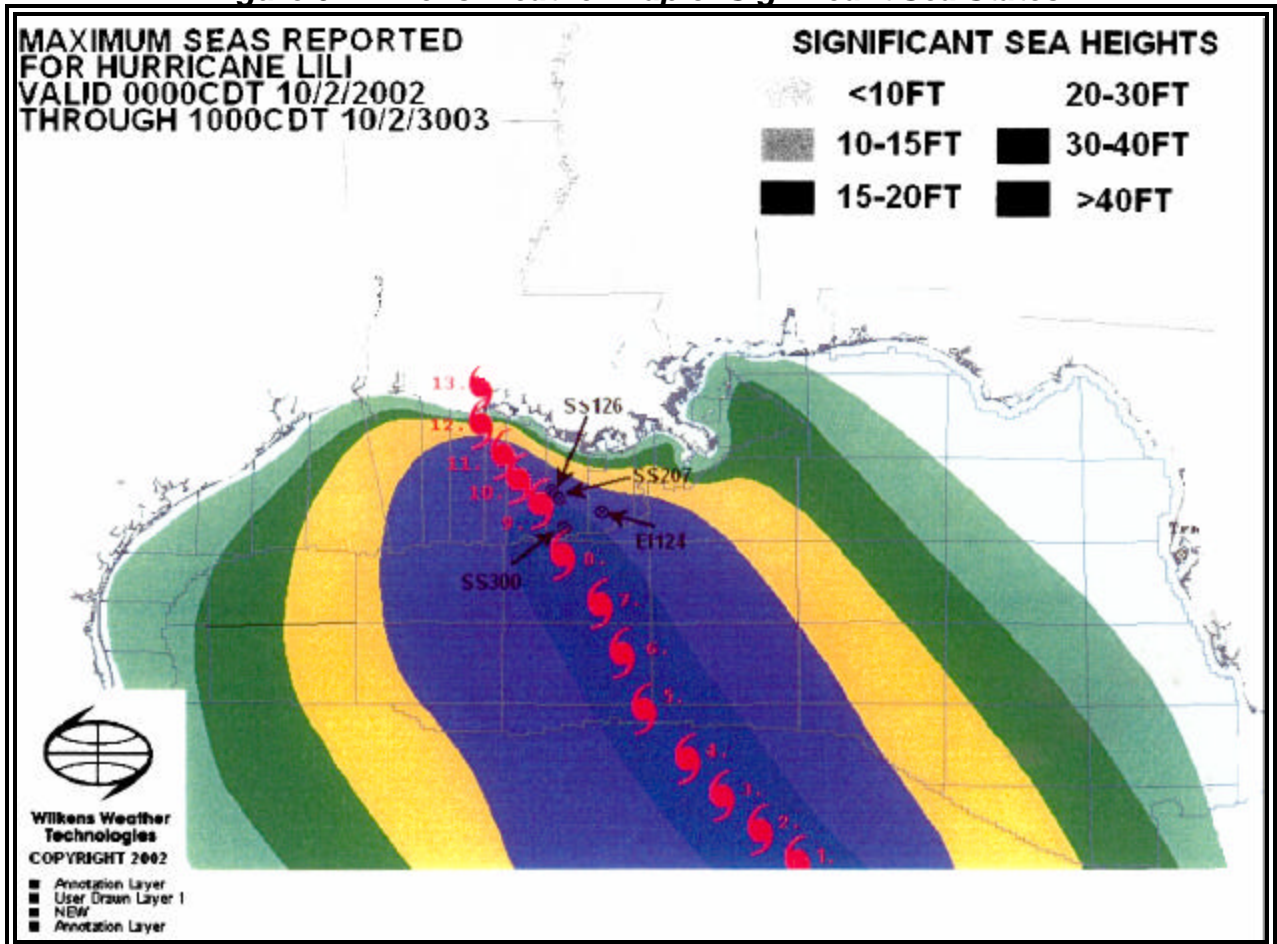 MAXIMUM SEAS REPORTED
FOR HURRICANE LILI
VALID 0000CDT 10/2/2002
THROUGH 1000CDT 10/2/3003
SIGNIFICANT SEA HEIGHTS
<10FT
20-30FT
10-15FT
30-40FT
15-20FT
>40FT
13.
SS126
12.
11.
SS207
10.
9.
EI124
8.
SS300
7.
6.
5.
4.
3.
2.
1.
Wilkens Weather
Technologies
COPYRIGHT 2002
Annotation Layer
User Drawn Layer 1
NEW
Annotation Layer